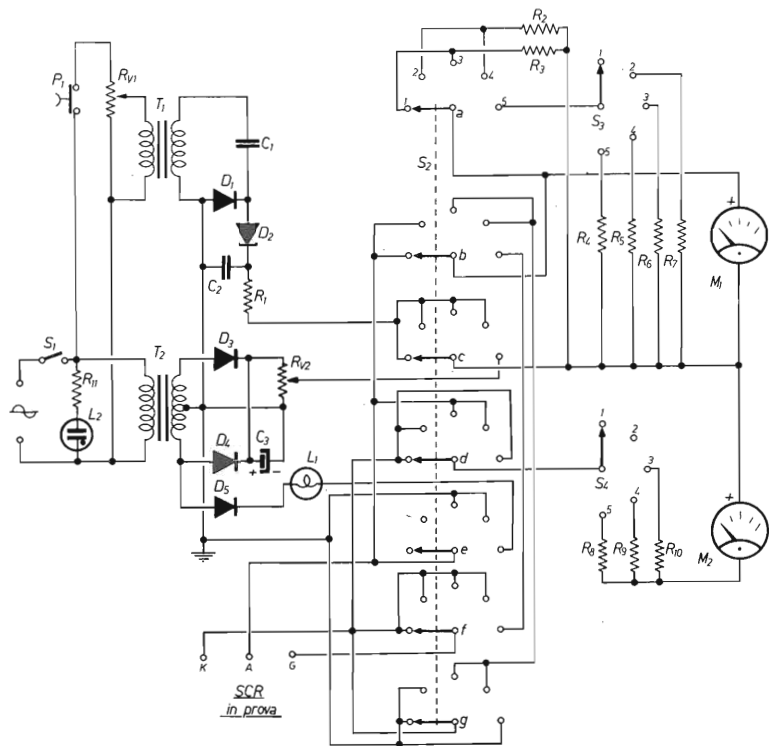 R2
3
R3
2
4
1
a
5
P1
RV1
T1
C1
D1
D2
C2
R1
S2
1
2
3
S3
4
5
R4
R5
R6
R7
+
M1
b
c
S1
T2
D3
RV2
R11
L2
D4
C3
+
−
D5
L1
d
1
2
S4
3
4
5
R8
R9
R10
+
M2
e
f
g
K
A
G
SCR
in prova